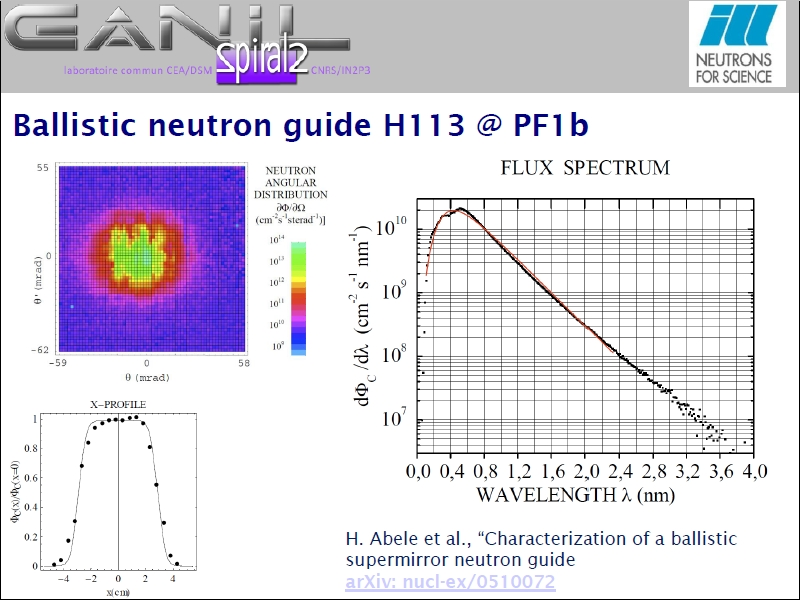 GANIL
spiral2
laboratoire commun CEA/DSM
CNRS/IN2P3
ill
NEUTRONS
FOR SCIENCE
Ballistic neutron guide H113 @ PF1b
55
0
−62
θ' (mrad)
−59 0 58
θ (mrad)
NEUTRON
ANGULAR
DISTRIBUTION
∂Φ/∂Ω
(cm⁻²s⁻¹sterad⁻¹)]
10¹⁴
10¹³
10¹²
10¹¹
10¹⁰
10⁹
X−PROFILE
Φ_C(x)/Φ_C(x=0)
1
0.8
0.6
0.4
0.2
0
−4 −2 0 2 4
x(cm)
FLUX SPECTRUM
dΦ_C/dλ (cm⁻² s⁻¹ nm⁻¹)
10¹⁰
10⁹
10⁸
10⁷
0,0 0,4 0,8 1,2 1,6 2,0 2,4 2,8 3,2 3,6 4,0
WAVELENGTH λ (nm)
H. Abele et al., “Characterization of a ballistic
supermirror neutron guide
arXiv: nucl-ex/0510072